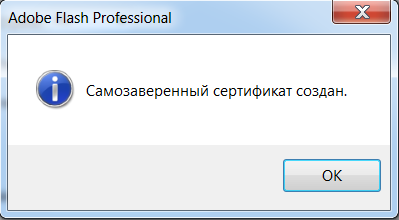 Adobe Flash Professional
Самозаверенный сертификат создан.
OK